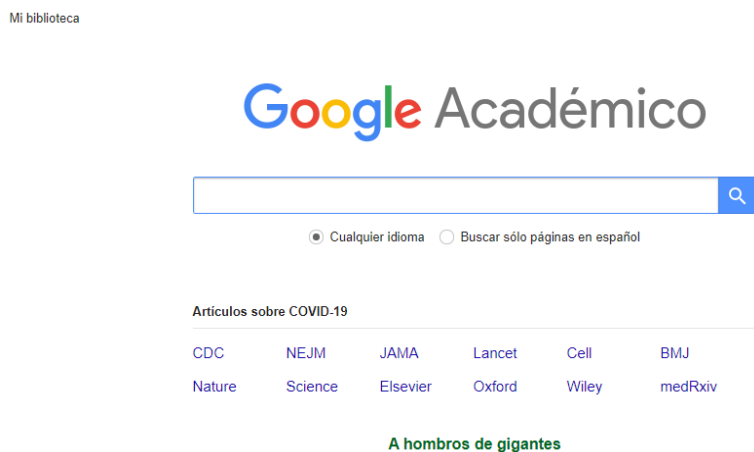 Mi biblioteca
Google Académico
Cualquier idioma Buscar sólo páginas en español
Artículos sobre COVID-19
CDC NEJM JAMA Lancet Cell BMJ
Nature Science Elsevier Oxford Wiley medRxiv
A hombros de gigantes